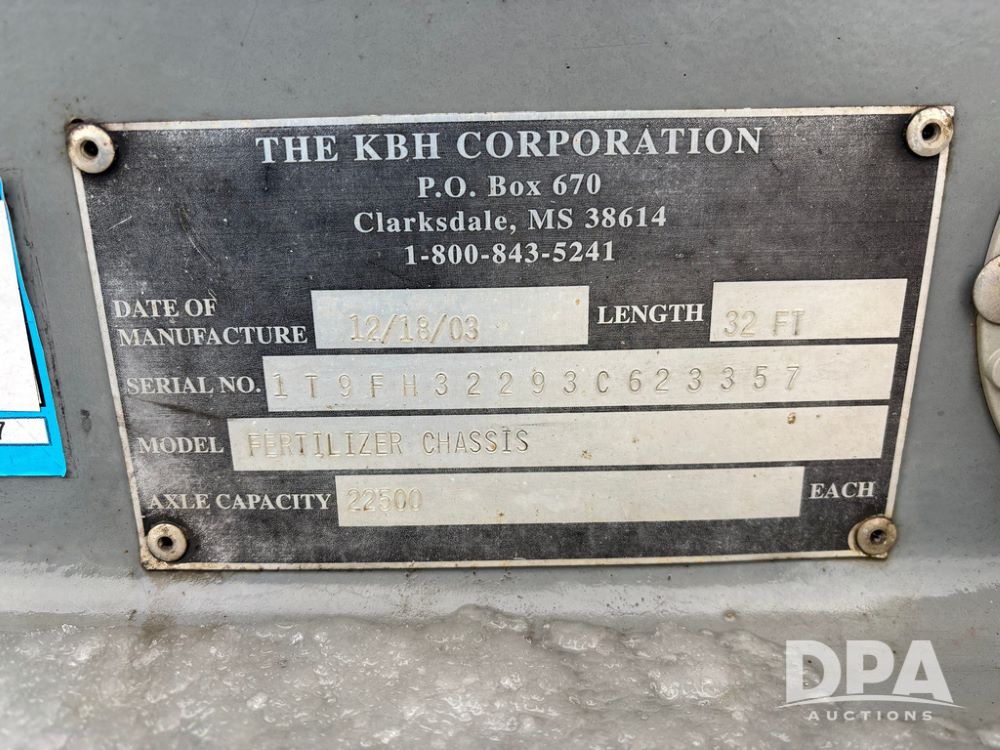 THE KBH CORPORATION
P.O. Box 670
Clarksdale, MS 38614
1-800-843-5241
DATE OF MANUFACTURE 12/18/03 LENGTH 32 FT
SERIAL NO. 1T9FH32293C623357
MODEL FERTILIZER CHASSIS
AXLE CAPACITY 22500 EACH
7
DPA
AUCTIONS